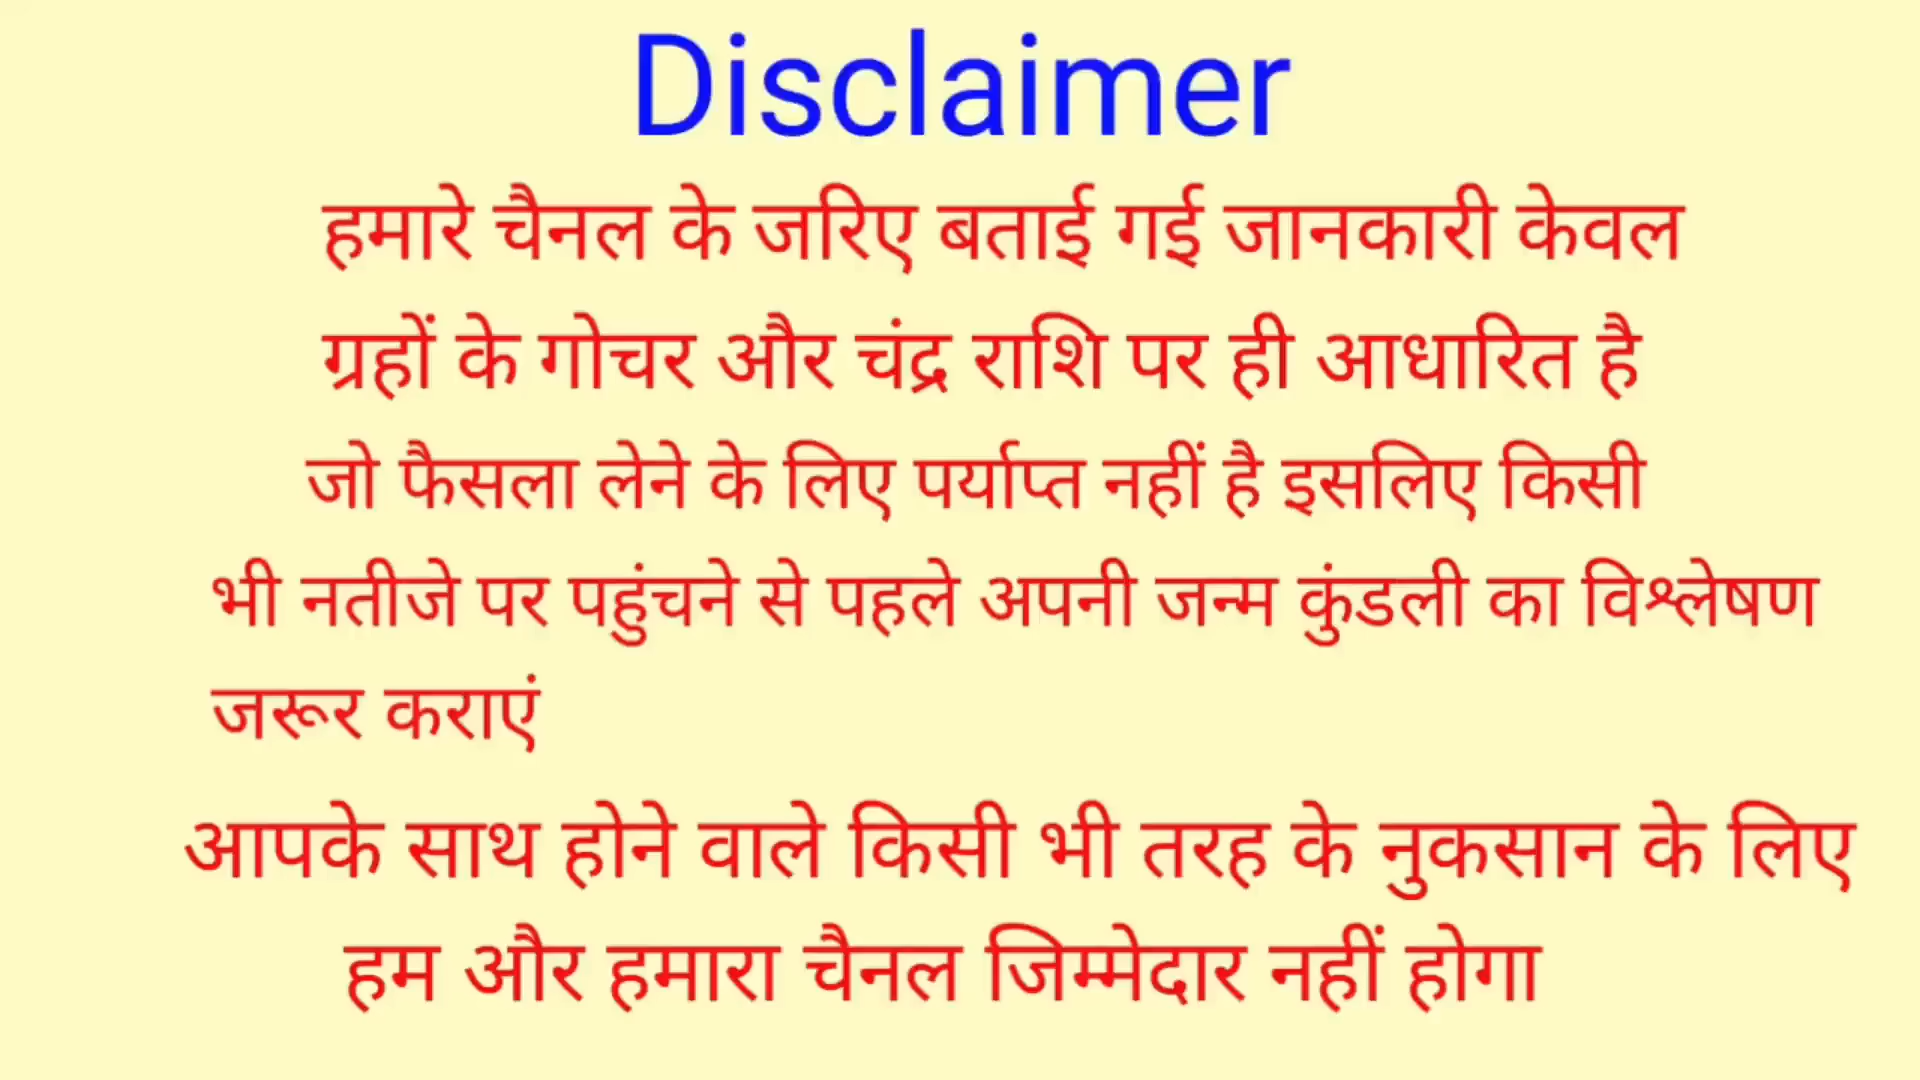 Disclaimer
हमारे चैनल के जरिए बताई गई जानकारी केवल
ग्रहों के गोचर और चंद्र राशि पर ही आधारित है
जो फैसला लेने के लिए पर्याप्त नहीं है इसलिए किसी
भी नतीजे पर पहुंचने से पहले अपनी जन्म कुंडली का विश्लेषण
जरूर कराएं
आपके साथ होने वाले किसी भी तरह के नुकसान के लिए
हम और हमारा चैनल जिम्मेदार नहीं होगा